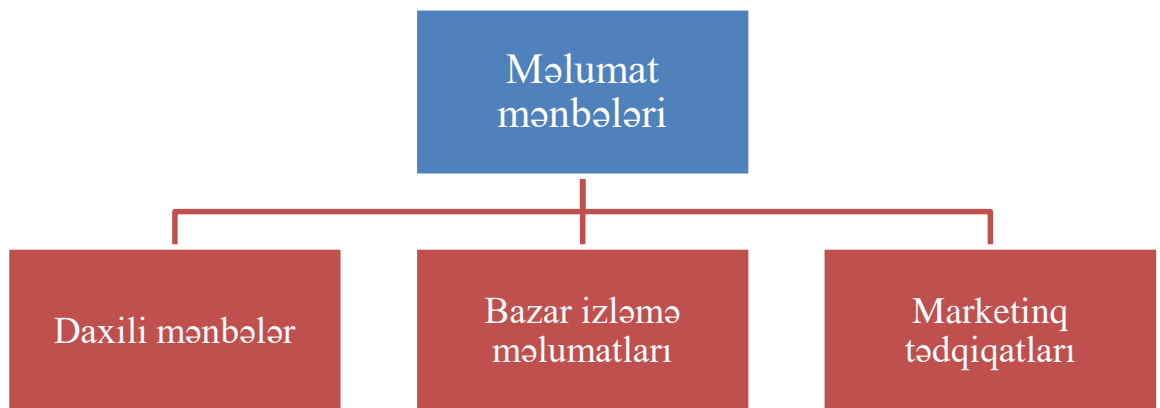 Məlumat
mənbələri
Daxili mənbələr
Bazar izləmə
məlumatları
Marketinq
tədqiqatları